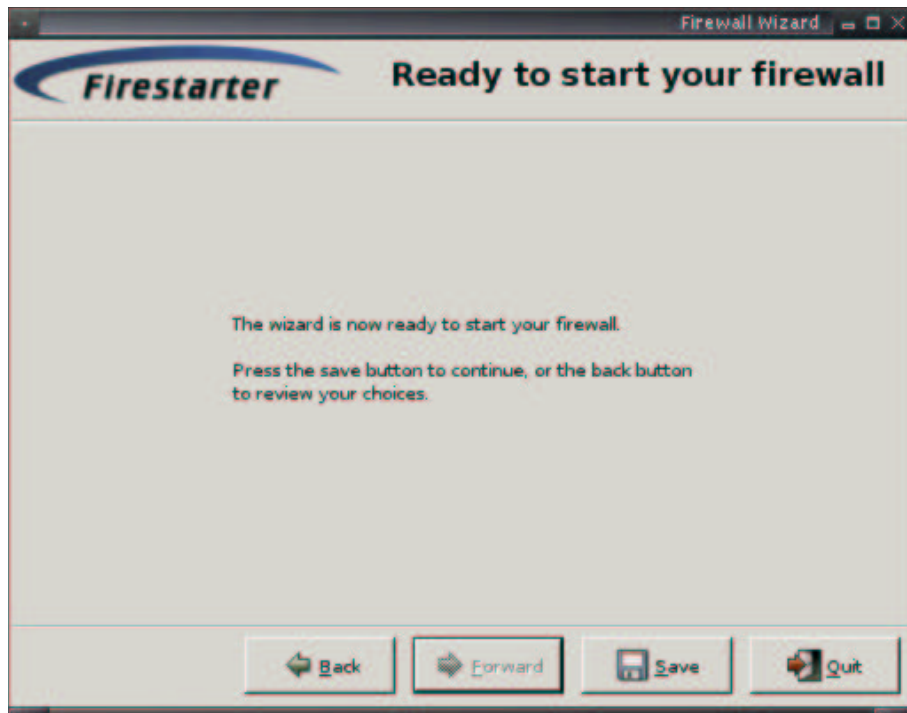 Firewall Wizard
Firestarter
Ready to start your firewall
The wizard is now ready to start your firewall.
Press the save button to continue, or the back button
to review your choices.
Back
Forward
Save
Quit